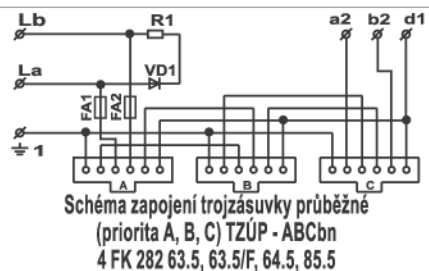 Lb R1 a2 b2 d1
La VD1
FA1 FA2
1
A B C
Schéma zapojení trojzásuvky průběžné
(priorita A, B, C) TZÚP - ABCbn
4 FK 282 63.5, 63.5/F, 64.5, 85.5